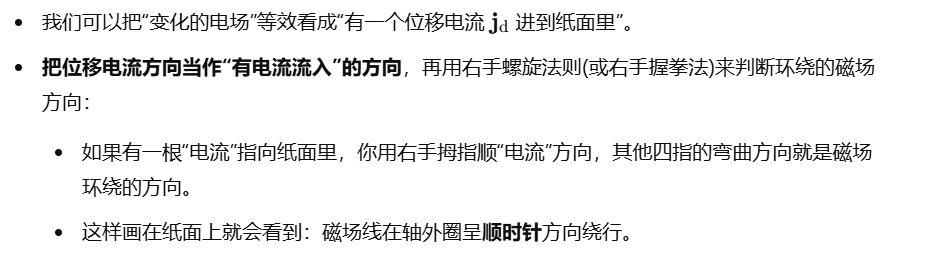 • 我们可以把“变化的电场”等效看成“有一个位移电流 j_d 进到纸面里”。
• 把位移电流方向当作“有电流流入”的方向，再用右手螺旋法则(或右手握拳法)来判断环绕的磁场
方向：
• 如果有一根“电流”指向纸面里，你用右手拇指顺“电流”方向，其他四指的弯曲方向就是磁场
环绕的方向。
• 这样画在纸面上就会看到：磁场线在轴外圈呈顺时针方向绕行。